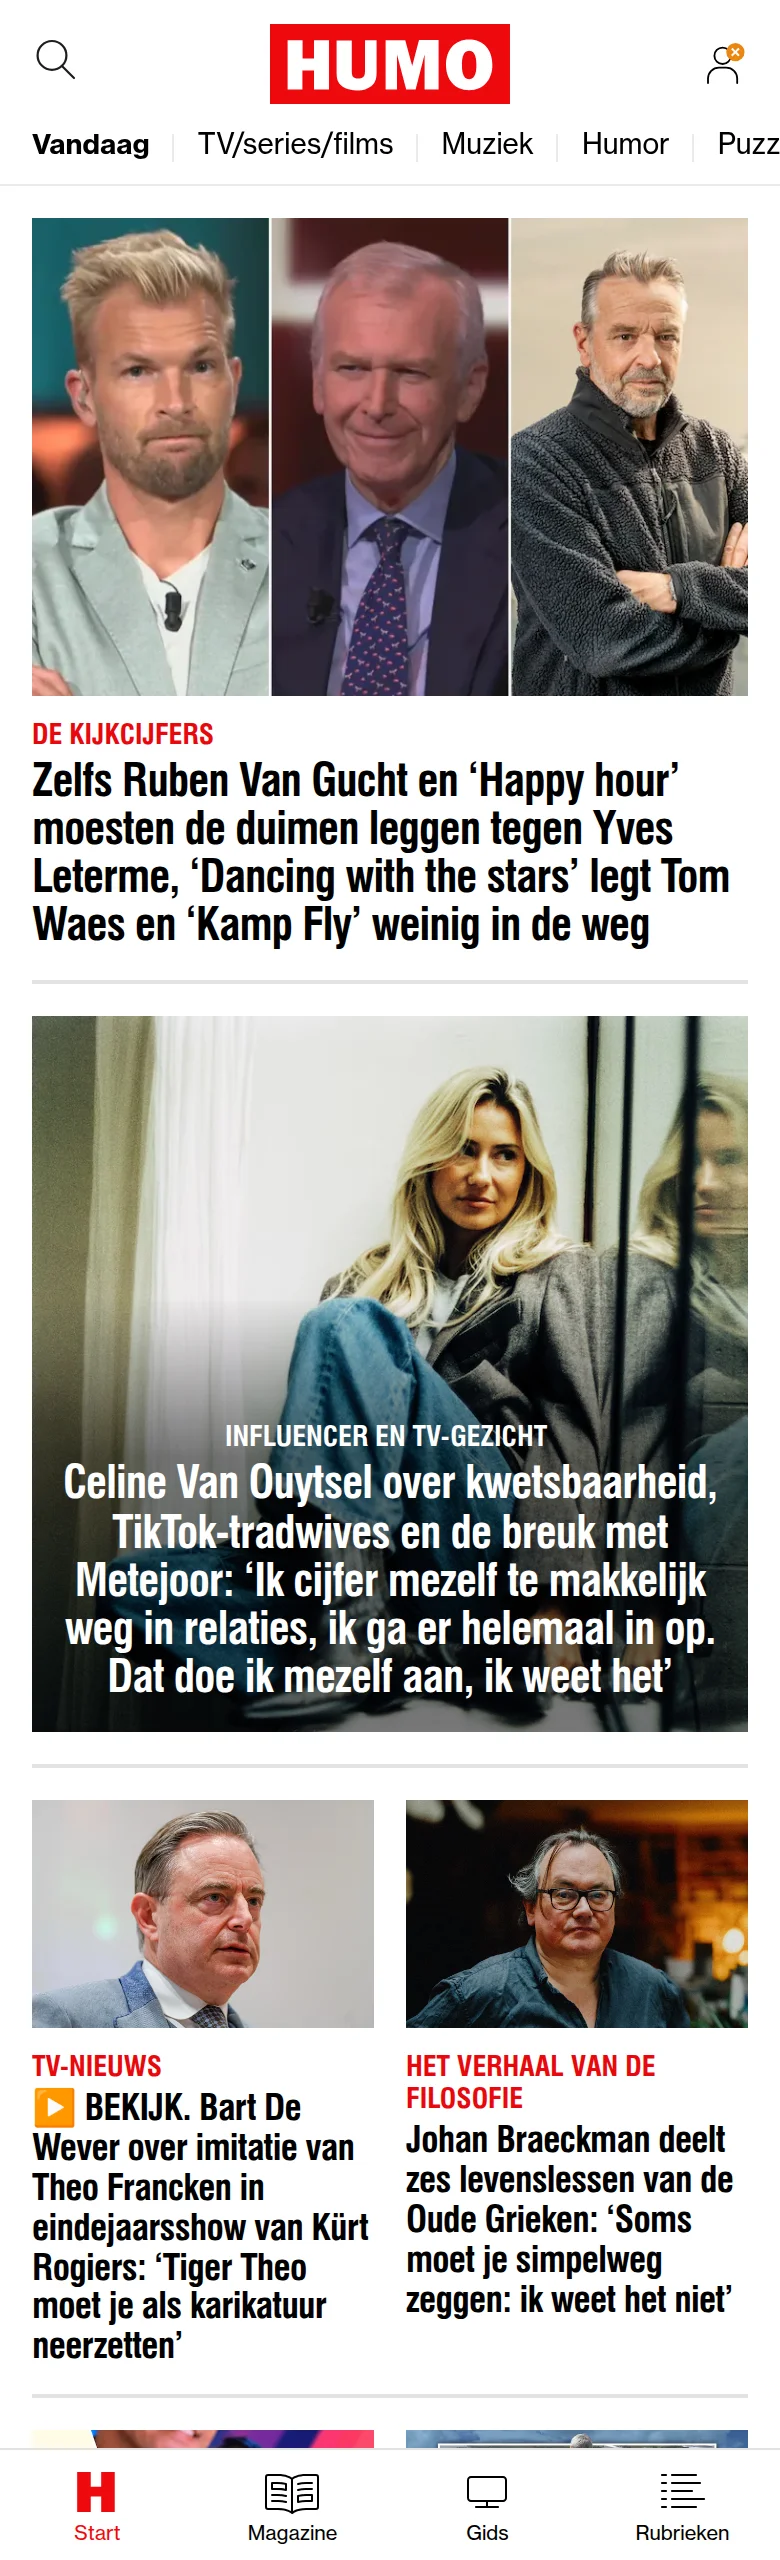 HUMO
Vandaag
TV/series/films
Muziek
Humor
Puzz
DE KIJKCIJFERS
Zelfs Ruben Van Gucht en ‘Happy hour’
moesten de duimen leggen tegen Yves
Leterme, ‘Dancing with the stars’ legt Tom
Waes en ‘Kamp Fly’ weinig in de weg
INFLUENCER EN TV-GEZICHT
Celine Van Ouytsel over kwetsbaarheid,
TikTok-tradwives en de breuk met
Metejoor: ‘Ik cijfer mezelf te makkelijk
weg in relaties, ik ga er helemaal in op.
Dat doe ik mezelf aan, ik weet het’
TV-NIEUWS
▶️ BEKIJK. Bart De
Wever over imitatie van
Theo Francken in
eindejaarsshow van Kürt
Rogiers: ‘Tiger Theo
moet je als karikatuur
neerzetten’
HET VERHAAL VAN DE
FILOSOFIE
Johan Braeckman deelt
zes levenslessen van de
Oude Grieken: ‘Soms
moet je simpelweg
zeggen: ik weet het niet’
H
Start
Magazine
Gids
Rubrieken